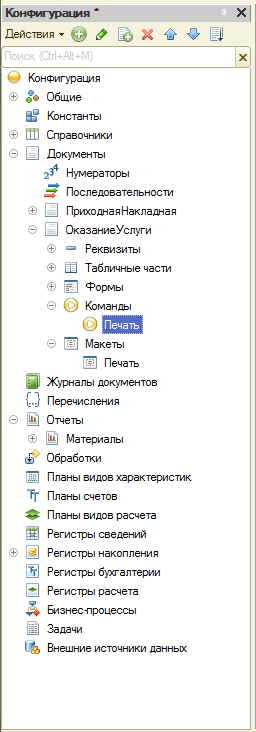 Конфигурация *
Действия
Поиск (Ctrl+Alt+M)
Конфигурация
Общие
Константы
Справочники
Документы
Нумераторы
Последовательности
ПриходнаяНакладная
ОказаниеУслуги
Реквизиты
Табличные части
Формы
Команды
Печать
Макеты
Печать
Журналы документов
Перечисления
Отчеты
Материалы
Обработки
Планы видов характеристик
Планы счетов
Планы видов расчета
Регистры сведений
Регистры накопления
Регистры бухгалтерии
Регистры расчета
Бизнес-процессы
Задачи
Внешние источники данных